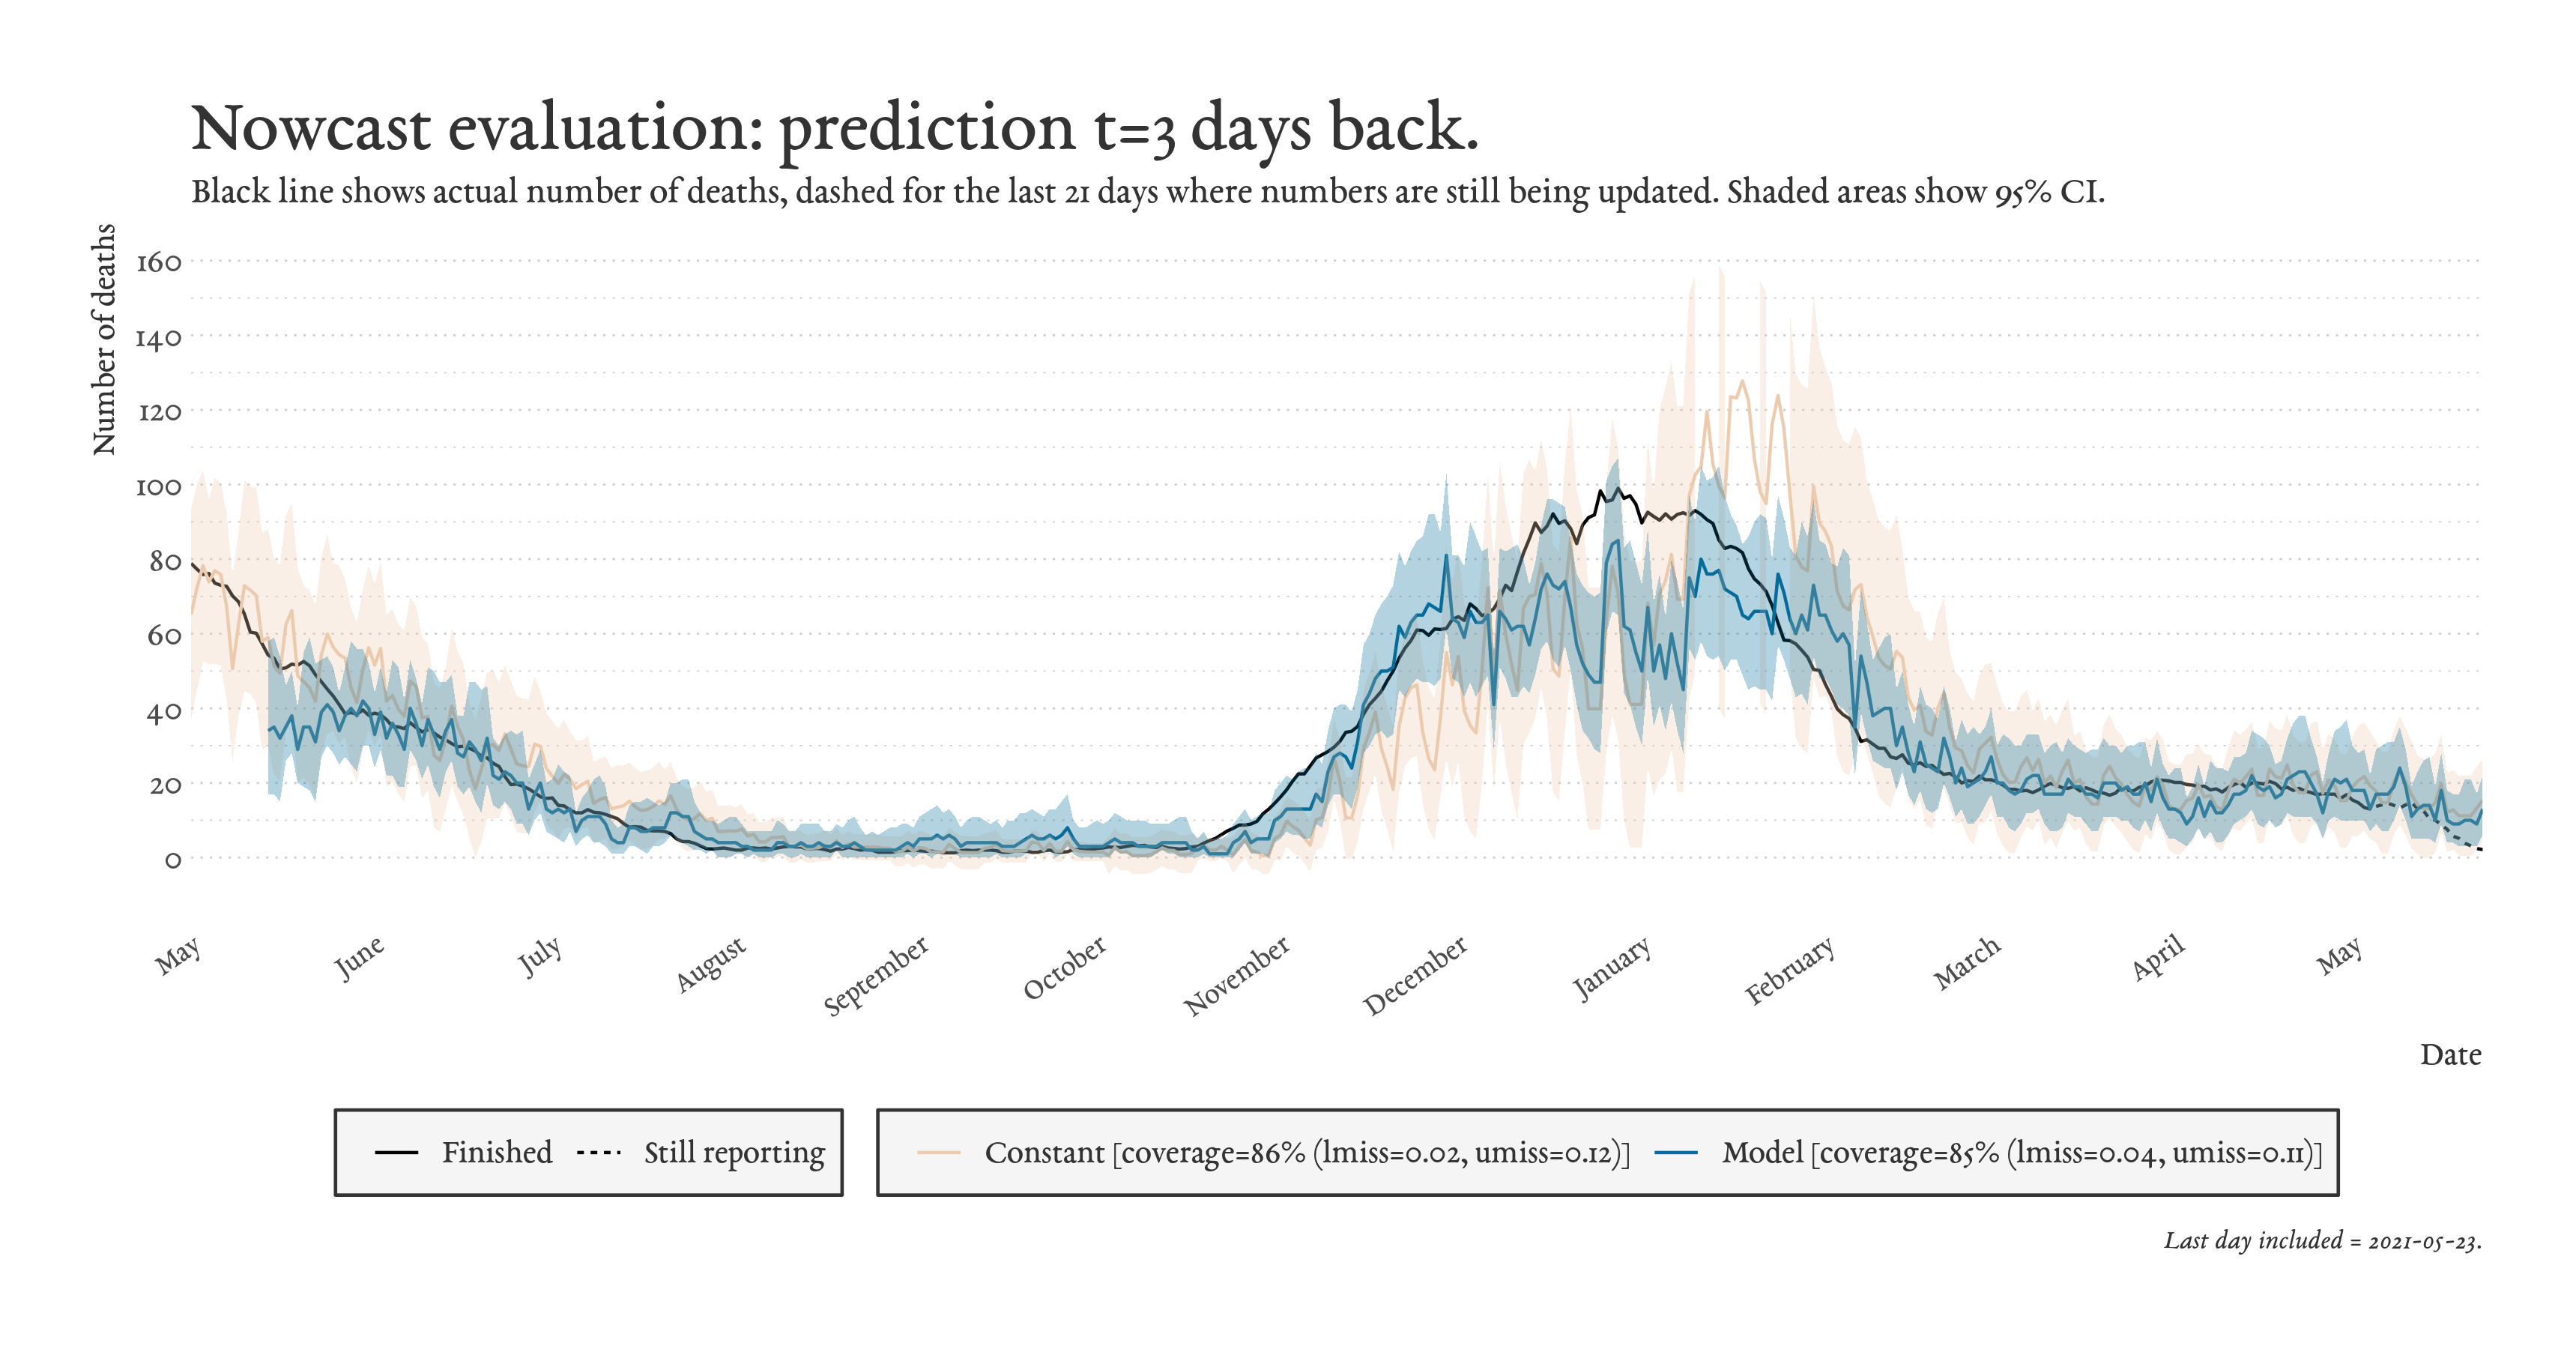 Nowcast evaluation: prediction t=3 days back.
Black line shows actual number of deaths, dashed for the last 21 days where numbers are still being updated. Shaded areas show 95% CI.
Number of deaths
160
140
120
100
80
60
40
20
0
May
June
July
August
September
October
November
December
January
February
March
April
May
Date
Finished
Still reporting
Constant [coverage=86% (lmiss=0.02, umiss=0.12)]
Model [coverage=85% (lmiss=0.04, umiss=0.11)]
Last day included = 2021-05-23.